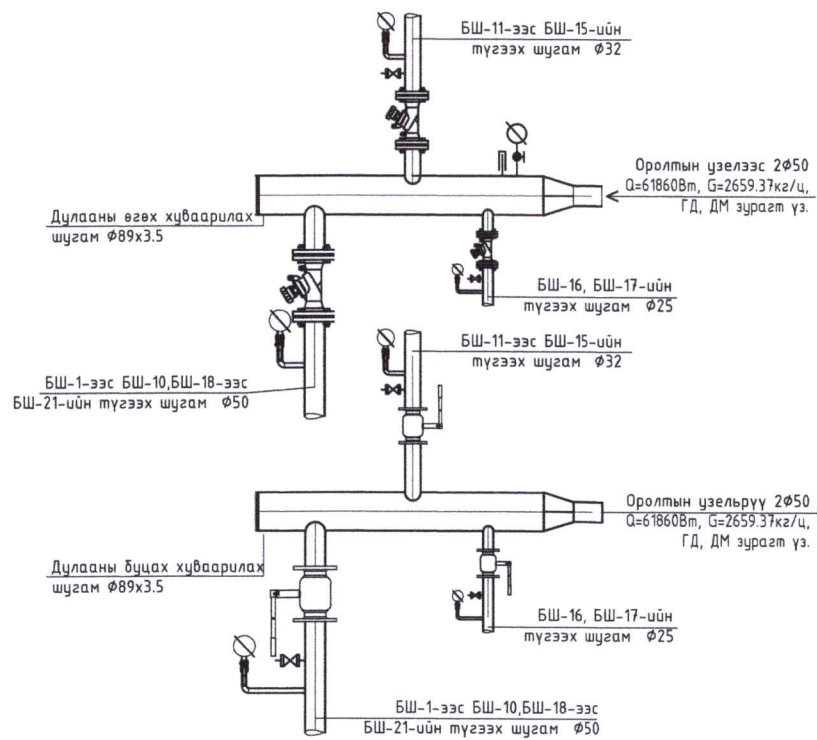 БШ-11-ээс БШ-15-ийн
түгээх шугам Ф32
Оролтын узелээс 2Ф50
Q=61860Вт, G=2659.37кг/ц,
ГД, ДМ зурагт үз.
Дулааны өгөх хуваарилах
шугам Ф89х3.5
БШ-16, БШ-17-ийн
түгээх шугам Ф25
БШ-11-ээс БШ-15-ийн
түгээх шугам Ф32
БШ-1-ээс БШ-10,БШ-18-ээс
БШ-21-ийн түгээх шугам Ф50
Оролтын узельрүү 2Ф50
Q=61860Вт, G=2659.37кг/ц,
ГД, ДМ зурагт үз.
Дулааны буцах хуваарилах
шугам Ф89х3.5
БШ-16, БШ-17-ийн
түгээх шугам Ф25
БШ-1-ээс БШ-10,БШ-18-ээс
БШ-21-ийн түгээх шугам Ф50